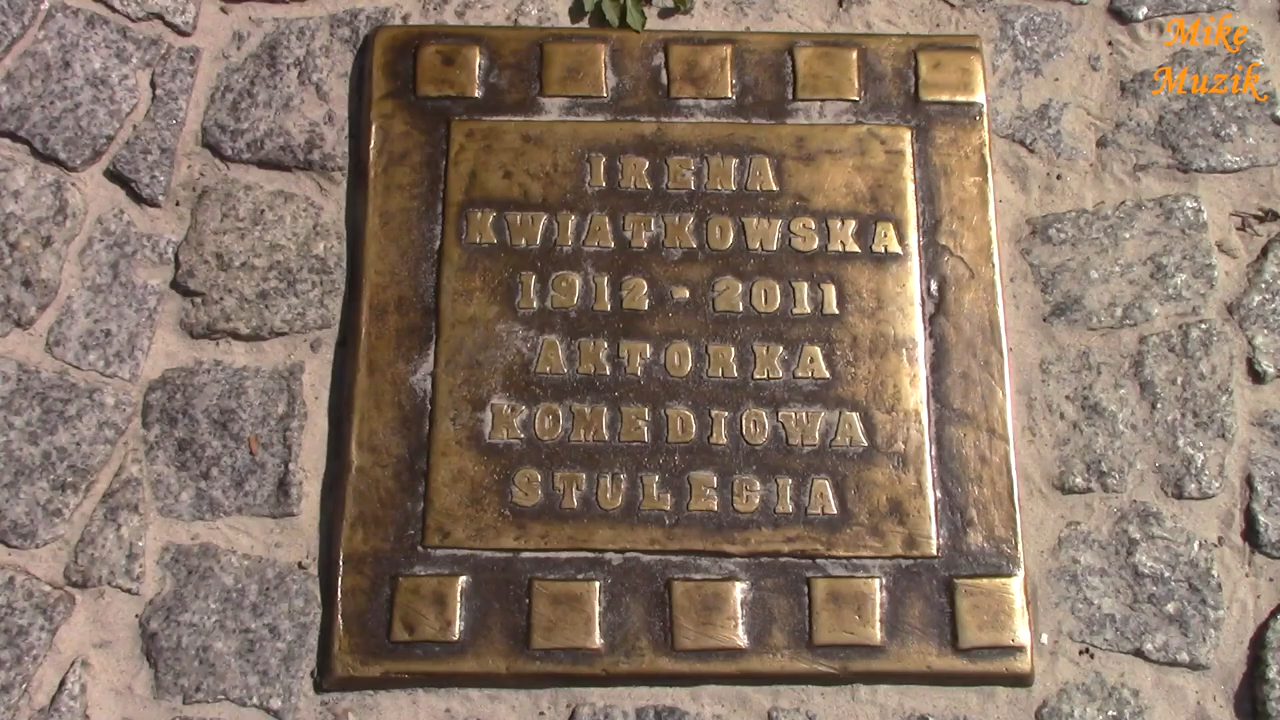 Mike
Muzik
IRENA
KWIATKOWSKA
1912-2011
AKTORKA
KOMEDIOWA
STULECIA